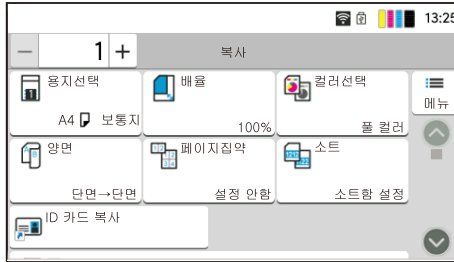 13:25
1
복사
용지선택
배율
컬러선택
메뉴
A4 보통지
100%
풀 컬러
양면
페이지집약
소트
단면→단면
설정 안함
소트함 설정
ID 카드 복사